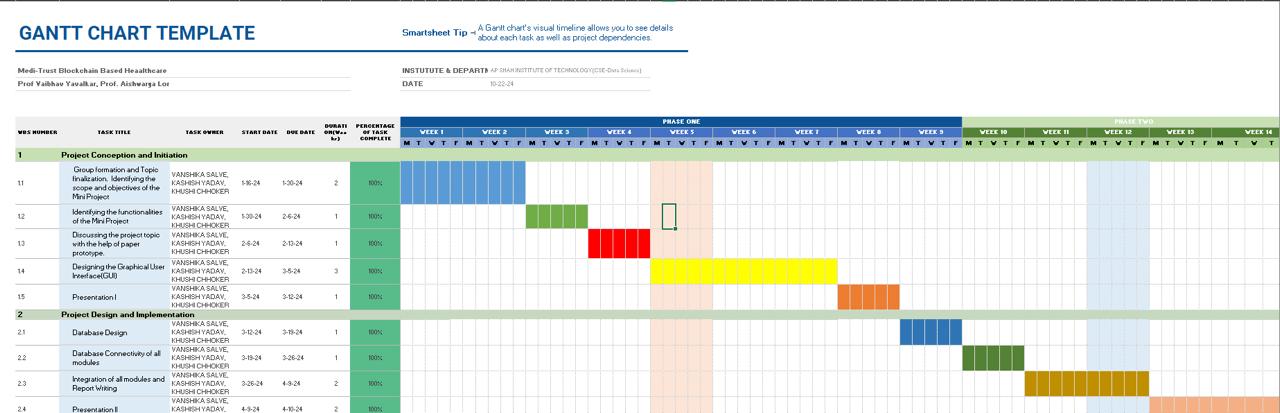 GANTT CHART TEMPLATE
Smartsheet Tip → A Gantt chart's visual timeline allows you to see details
about each task as well as project dependencies.
Medi-Trust Blockchain Based Heaalthcare
INSTUTUTE & DEPARTM AP SHAH INSTITUTE OF TECHNOLOGY(CSE-Data Science)
Prof Vaibhav Yavalkar, Prof. Aishwarga Lor
DATE 10-22-24
WBS NUMBER TASK TITLE TASK OWNER START DATE DUE DATE
PERCENTAGE
OF TASK
COMPLETE
PHASE ONE PHASE TWO
WEEK 1 WEEK 2 WEEK 3 WEEK 4 WEEK 5 WEEK 6 WEEK 7 WEEK 8 WEEK 9 WEEK 10 WEEK 11 WEEK 12 WEEK 13 WEEK 14
M T W T F M T W T F M T W T F M T W T F M T W T F M T W T F M T W T F M T W T F M T W T F M T W T F M T W T F M T W T F M T W T F M T W T
1 Project Conception and Initiation
1.1
Group formation and Topic
finalization. Identifying the
scope and objectives of the
Mini Project
VANSHIKA SALVE,
KASHISH YADAV,
KHUSHI CHHOKER
1-16-24 1-30-24 2 100%
1.2
Identifying the functionalities
of the Mini Project
VANSHIKA SALVE,
KASHISH YADAV,
KHUSHI CHHOKER
1-30-24 2-6-24 1 100%
1.3
Discussing the project topic
with the help of paper
prototype.
VANSHIKA SALVE,
KASHISH YADAV,
KHUSHI CHHOKER
2-6-24 2-13-24 1 100%
1.4
Designing the Graphical User
Interface(GUI)
VANSHIKA SALVE,
KASHISH YADAV,
KHUSHI CHHOKER
2-13-24 3-5-24 3 100%
1.5
Presentation I
VANSHIKA SALVE,
KASHISH YADAV,
KHUSHI CHHOKER
3-5-24 3-12-24 1 100%
2 Project Design and Implementation
2.1
Database Design
VANSHIKA SALVE,
KASHISH YADAV,
KHUSHI CHHOKER
3-12-24 3-19-24 1 100%
2.2
Database Connectivity of all
modules
VANSHIKA SALVE,
KASHISH YADAV,
KHUSHI CHHOKER
3-19-24 3-26-24 1 100%
2.3
Integration of all modules and
Report Writing
VANSHIKA SALVE,
KASHISH YADAV,
KHUSHI CHHOKER
3-26-24 4-9-24 2 100%
2.4
Presentation II
VANSHIKA SALVE,
KASHISH YADAV,
4-9-24 4-10-24 2 100%